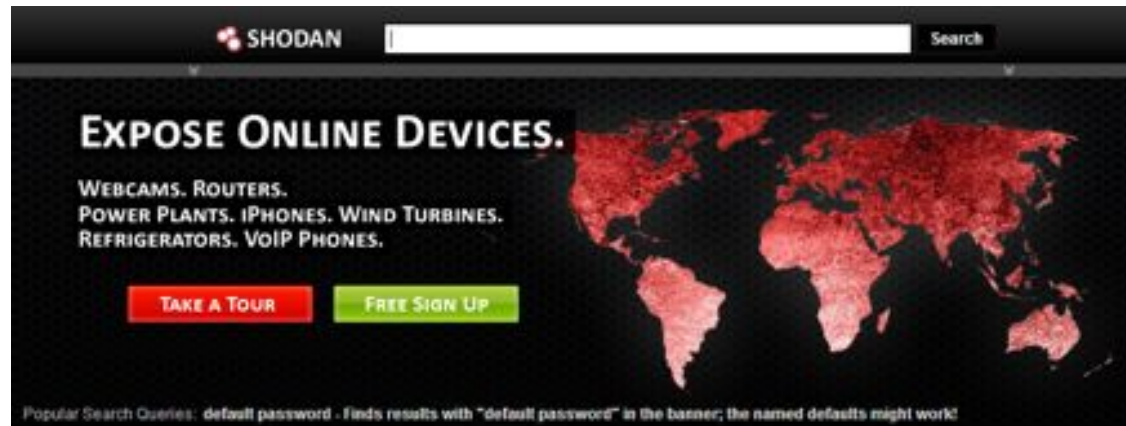 SHODAN
Search
EXPOSE ONLINE DEVICES.
WEBCAMS. ROUTERS.
POWER PLANTS. IPHONES. WIND TURBINES.
REFRIGERATORS. VOIP PHONES.
TAKE A TOUR
FREE SIGN UP
Popular Search Queries: default password - Finds results with "default password" in the banner; the named defaults might work!